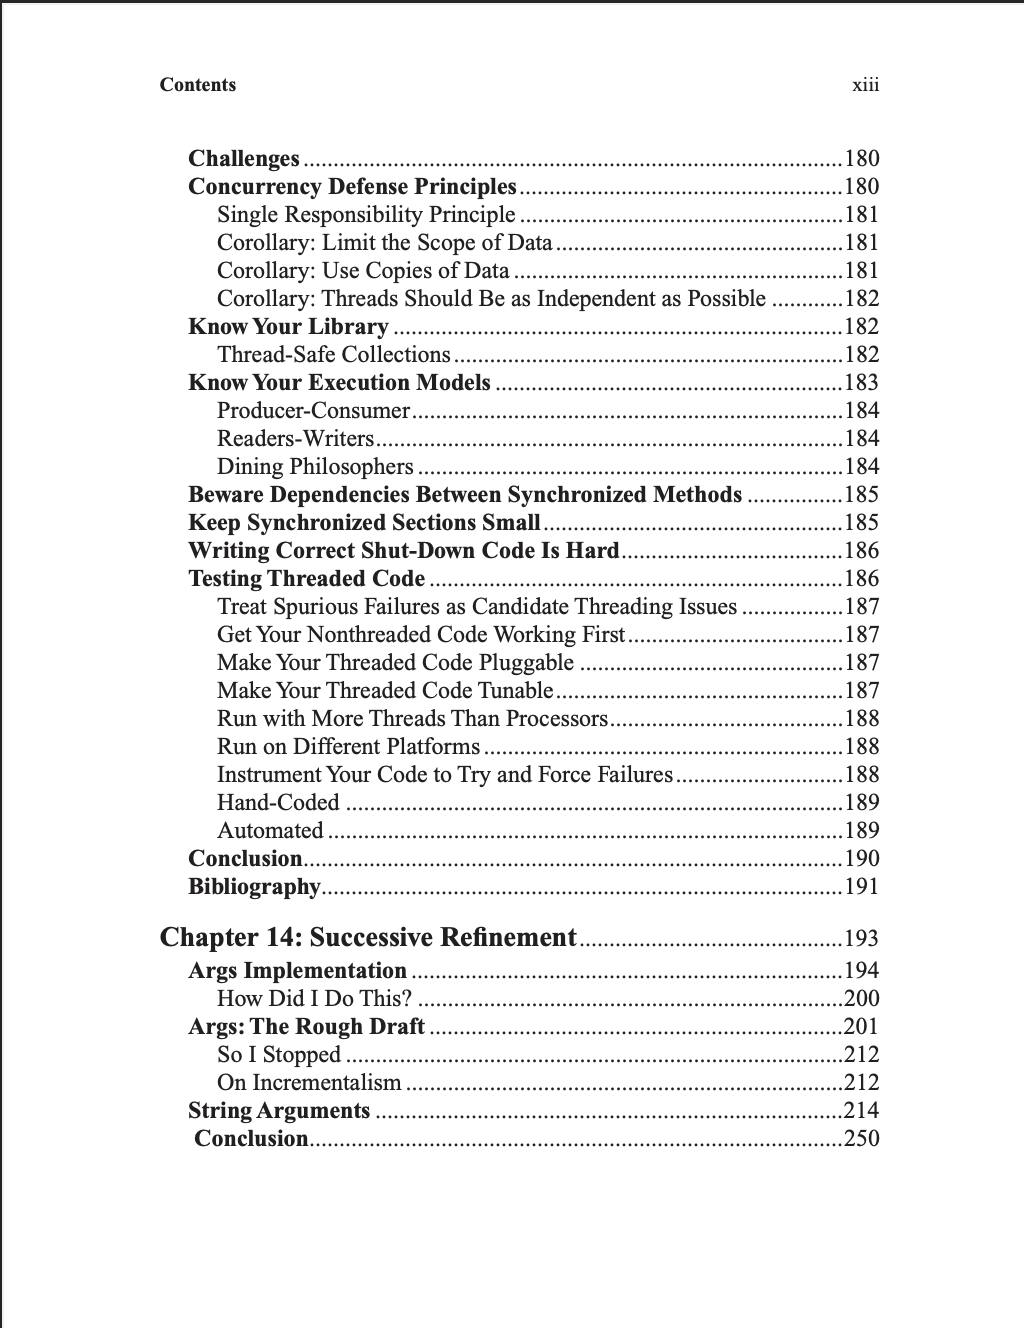 Contents xiii
Challenges ..........................................................................................180
Concurrency Defense Principles......................................................180
Single Responsibility Principle ......................................................181
Corollary: Limit the Scope of Data ................................................181
Corollary: Use Copies of Data .......................................................181
Corollary: Threads Should Be as Independent as Possible ............182
Know Your Library ...........................................................................182
Thread-Safe Collections.................................................................182
Know Your Execution Models ..........................................................183
Producer-Consumer........................................................................184
Readers-Writers..............................................................................184
Dining Philosophers .......................................................................184
Beware Dependencies Between Synchronized Methods ................185
Keep Synchronized Sections Small..................................................185
Writing Correct Shut-Down Code Is Hard.....................................186
Testing Threaded Code .....................................................................186
Treat Spurious Failures as Candidate Threading Issues .................187
Get Your Nonthreaded Code Working First....................................187
Make Your Threaded Code Pluggable ............................................187
Make Your Threaded Code Tunable................................................187
Run with More Threads Than Processors.......................................188
Run on Different Platforms ............................................................188
Instrument Your Code to Try and Force Failures............................188
Hand-Coded ...................................................................................189
Automated ......................................................................................189
Conclusion..........................................................................................190
Bibliography.......................................................................................191
Chapter 14: Successive Refinement............................................193
Args Implementation ........................................................................194
How Did I Do This? .......................................................................200
Args: The Rough Draft .....................................................................201
So I Stopped ...................................................................................212
On Incrementalism .........................................................................212
String Arguments ..............................................................................214
Conclusion.........................................................................................250